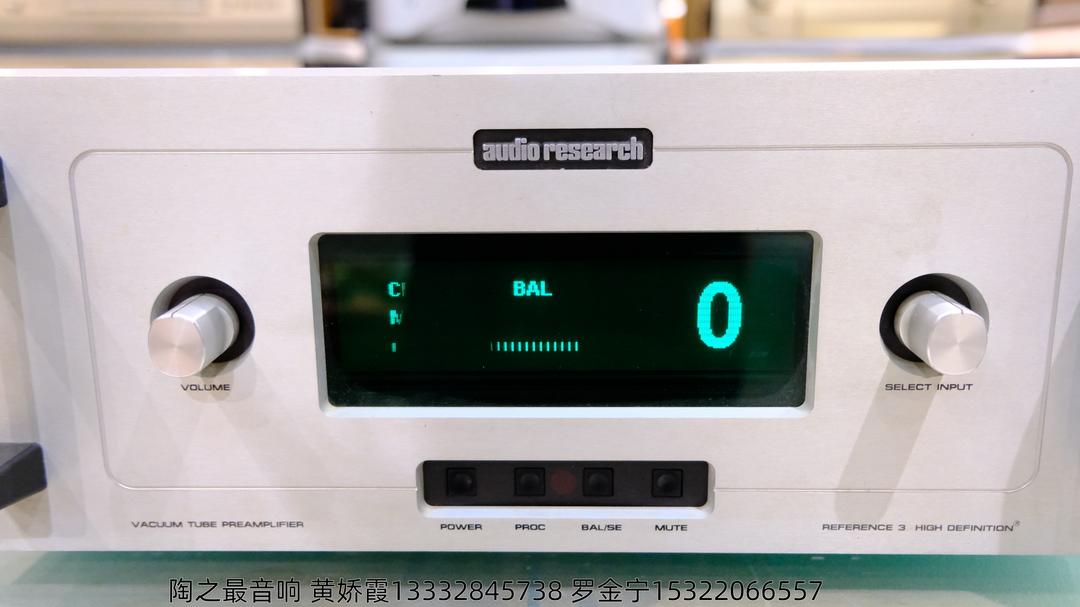 audio research
BAL
0
VOLUME
SELECT INPUT
POWER PROC BAL/SE MUTE
VACUUM TUBE PREAMPLIFIER
REFERENCE 3 HIGH DEFINITION®
陶之最音响 黄娇霞13332845738 罗金宁15322066557